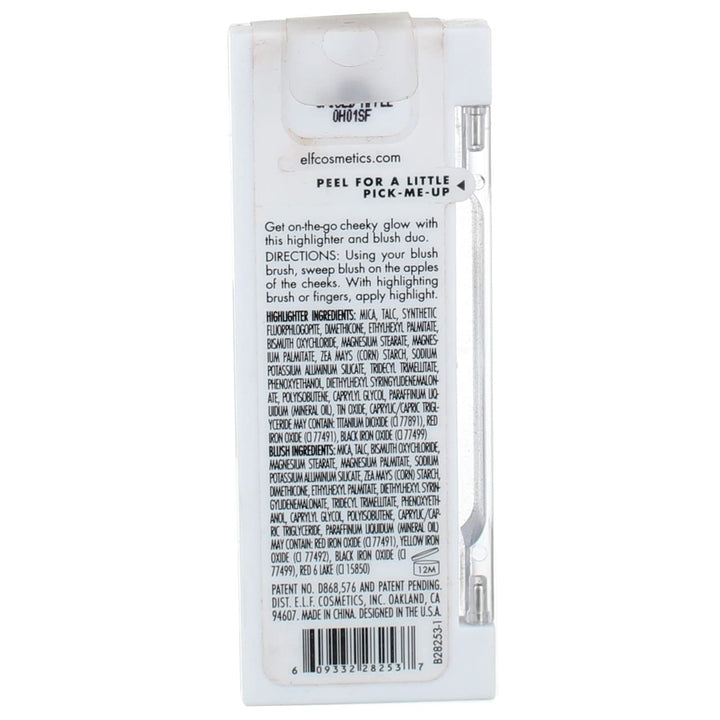 0H01SF
elfcosmetics.com
PEEL FOR A LITTLE
PICK-ME-UP
Get on-the-go cheeky glow with
this highlighter and blush duo.
DIRECTIONS: Using your blush
brush, sweep blush on the apples
of the cheeks. With highlighting
brush or fingers, apply highlight.
HIGHLIGHTER INGREDIENTS: MICA, TALC, SYNTHETIC
FLUORPHLOGOPITE, DIMETHICONE, ETHYLHEXYL PALMITATE,
BISMUTH OXYCHLORIDE, MAGNESIUM STEARATE, MAGNES-
IUM PALMITATE, ZEA MAYS (CORN) STARCH, SODIUM
POTASSIUM ALUMINUM SILICATE, TRIDECYL TRIMELLITATE,
PHENOXYETHANOL, DIETHYLHEXYL SYRINGYLIDENEMALON-
ATE, POLYISOBUTENE, CAPRYLYL GLYCOL, PARAFFINUM LIQ-
UIDUM (MINERAL OIL), TIN OXIDE, CAPRYLIC/CAPRIC TRIGL-
YCERIDE MAY CONTAIN: TITANIUM DIOXIDE (CI 77891), RED
IRON OXIDE (CI 77491), BLACK IRON OXIDE (CI 77499)
BLUSH INGREDIENTS: MICA, TALC, BISMUTH OXYCHLORIDE,
MAGNESIUM STEARATE, MAGNESIUM PALMITATE, SODIUM
POTASSIUM ALUMINUM SILICATE, ZEA MAYS (CORN) STARCH,
DIMETHICONE, ETHYLHEXYL PALMITATE, DIETHYLHEXYL SYRIN-
GYLIDENEMALONATE, TRIDECYL TRIMELLITATE, PHENOXYETH-
ANOL, CAPRYLYL GLYCOL, POLYISOBUTENE, CAPRYLIC/CAP-
RIC TRIGLYCERIDE, PARAFFINUM LIQUIDUM (MINERAL OIL)
MAY CONTAIN: RED IRON OXIDE (CI 77491), YELLOW IRON
OXIDE (CI 77492), BLACK IRON OXIDE (CI
77499), RED 6 LAKE (CI 15850)
12M
PATENT NO. D868,576 AND PATENT PENDING.
DIST. E.L.F. COSMETICS, INC. OAKLAND, CA
94607. MADE IN CHINA. DESIGNED IN THE U.S.A.
6 09332 28253 7
B28253-1